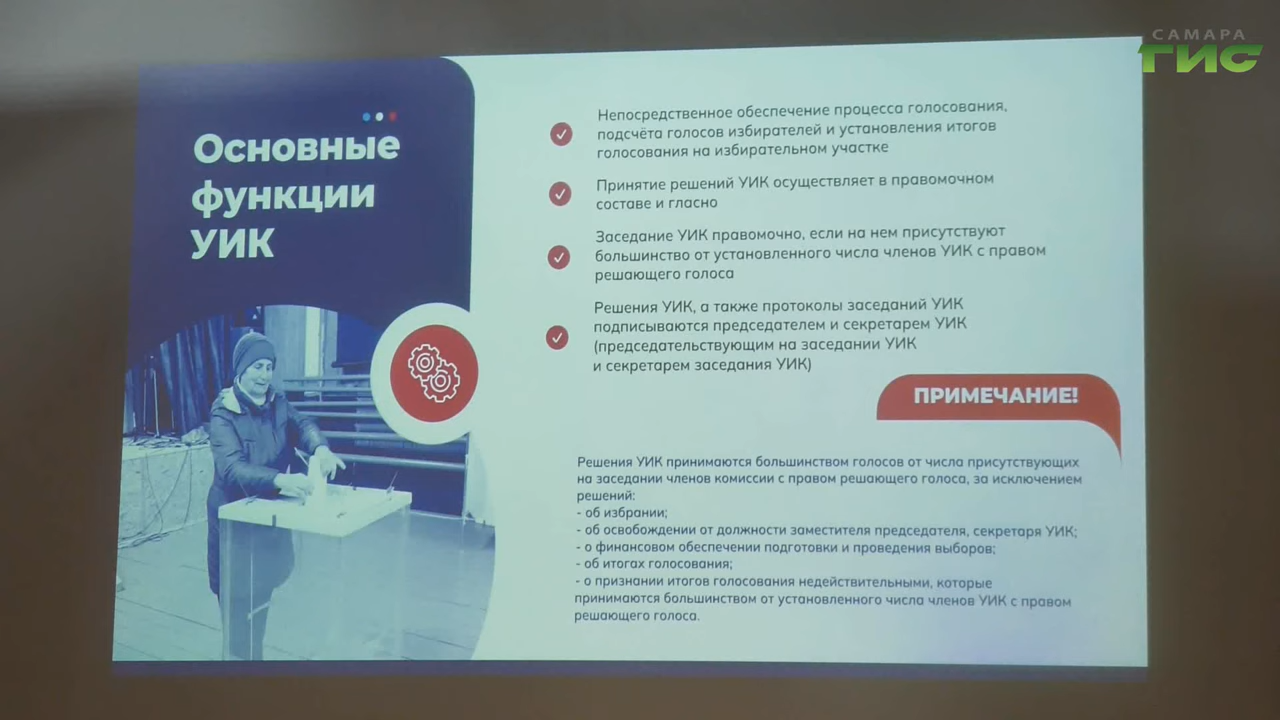 САМАРА
ГИС
Основные
функции
УИК
Непосредственное обеспечение процесса голосования,
подсчёта голосов избирателей и установления итогов
голосования на избирательном участке
Принятие решений УИК осуществляет в правомочном
составе и гласно
Заседание УИК правомочно, если на нем присутствуют
большинство от установленного числа членов УИК с правом
решающего голоса
Решения УИК, а также протоколы заседаний УИК
подписываются председателем и секретарем УИК
(председательствующим на заседании УИК
и секретарем заседания УИК)
ПРИМЕЧАНИЕ!
Решения УИК принимаются большинством голосов от числа присутствующих
на заседании членов комиссии с правом решающего голоса, за исключением
решений:
- об избрании;
- об освобождении от должности заместителя председателя, секретаря УИК;
- о финансовом обеспечении подготовки и проведения выборов;
- об итогах голосования;
- о признании итогов голосования недействительными, которые
принимаются большинством от установленного числа членов УИК с правом
решающего голоса.